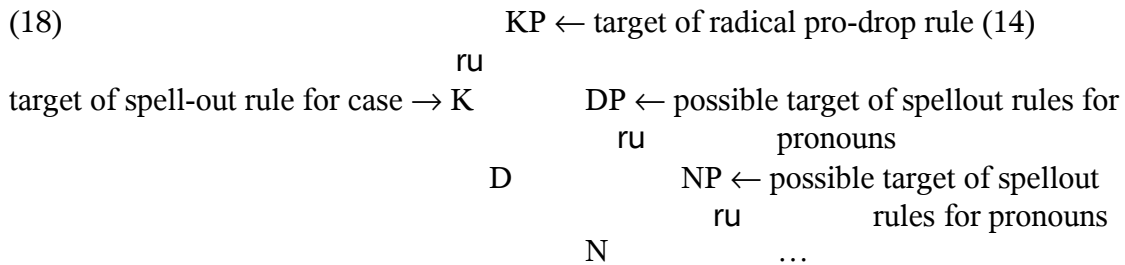 (18) KP ← target of radical pro-drop rule (14)
ru
target of spell-out rule for case → K DP ← possible target of spellout rules for
ru pronouns
D NP ← possible target of spellout
ru rules for pronouns
N …